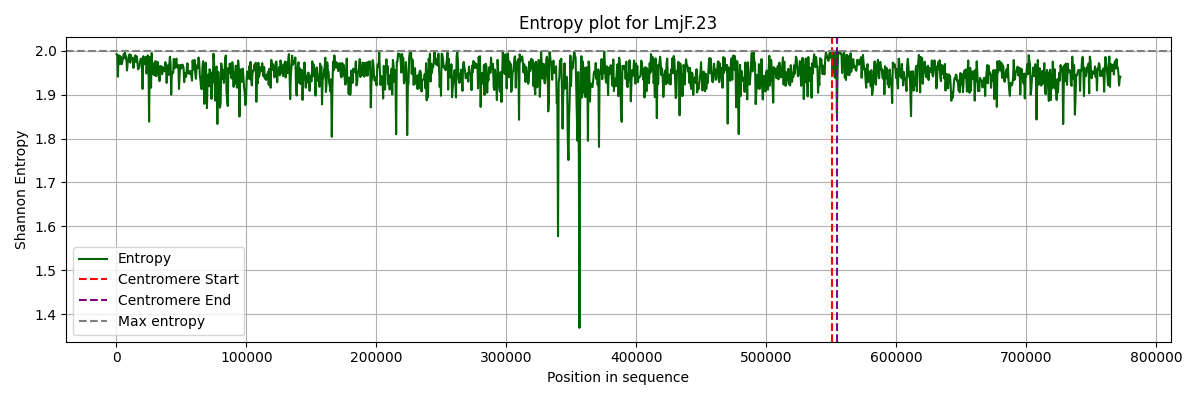 Entropy plot for LmjF.23
Shannon Entropy
2.0
1.9
1.8
1.7
1.6
1.5
1.4
Entropy
Centromere Start
Centromere End
Max entropy
0 100000 200000 300000 400000 500000 600000 700000 800000
Position in sequence